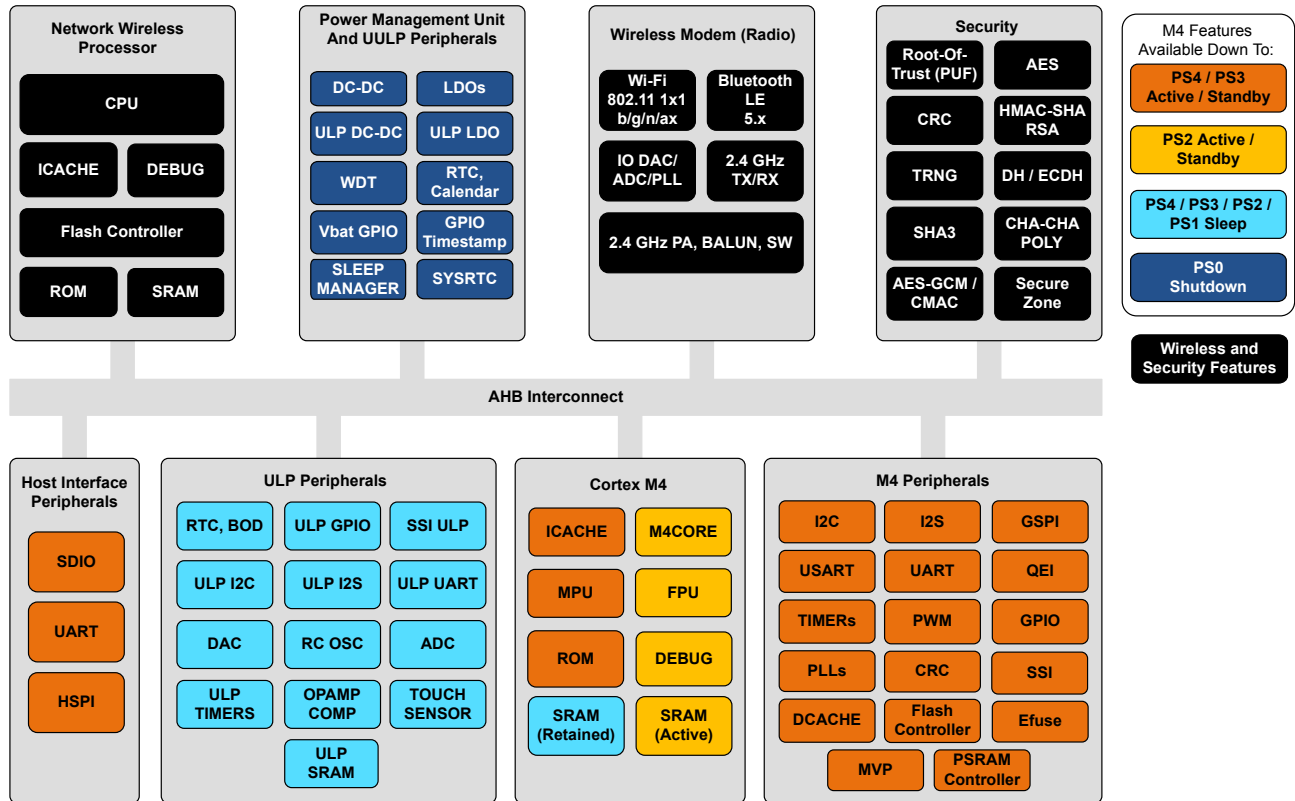 Network Wireless
Processor
CPU
ICACHE
DEBUG
Flash Controller
ROM
SRAM
Power Management Unit
And UULP Peripherals
DC-DC
LDOs
ULP DC-DC
ULP LDO
WDT
RTC,
Calendar
Vbat GPIO
GPIO
Timestamp
SLEEP
MANAGER
SYSRTC
Wireless Modem (Radio)
Wi-Fi
802.11 1x1
b/g/n/ax
Bluetooth
LE
5.x
IO DAC/
ADC/PLL
2.4 GHz
TX/RX
2.4 GHz PA, BALUN, SW
Security
Root-Of-
Trust (PUF)
AES
CRC
HMAC-SHA
RSA
TRNG
DH / ECDH
SHA3
CHA-CHA
POLY
AES-GCM /
CMAC
Secure
Zone
M4 Features
Available Down To:
PS4 / PS3
Active / Standby
PS2 Active /
Standby
PS4 / PS3 / PS2 /
PS1 Sleep
PS0
Shutdown
Wireless and
Security Features
AHB Interconnect
Host Interface
Peripherals
SDIO
UART
HSPI
ULP Peripherals
RTC, BOD
ULP GPIO
SSI ULP
ULP I2C
ULP I2S
ULP UART
DAC
RC OSC
ADC
ULP
TIMERS
OPAMP
COMP
TOUCH
SENSOR
ULP
SRAM
Cortex M4
ICACHE
M4CORE
MPU
FPU
ROM
DEBUG
SRAM
(Retained)
SRAM
(Active)
M4 Peripherals
I2C
I2S
GSPI
USART
UART
QEI
TIMERs
PWM
GPIO
PLLs
CRC
SSI
DCACHE
Flash
Controller
Efuse
MVP
PSRAM
Controller